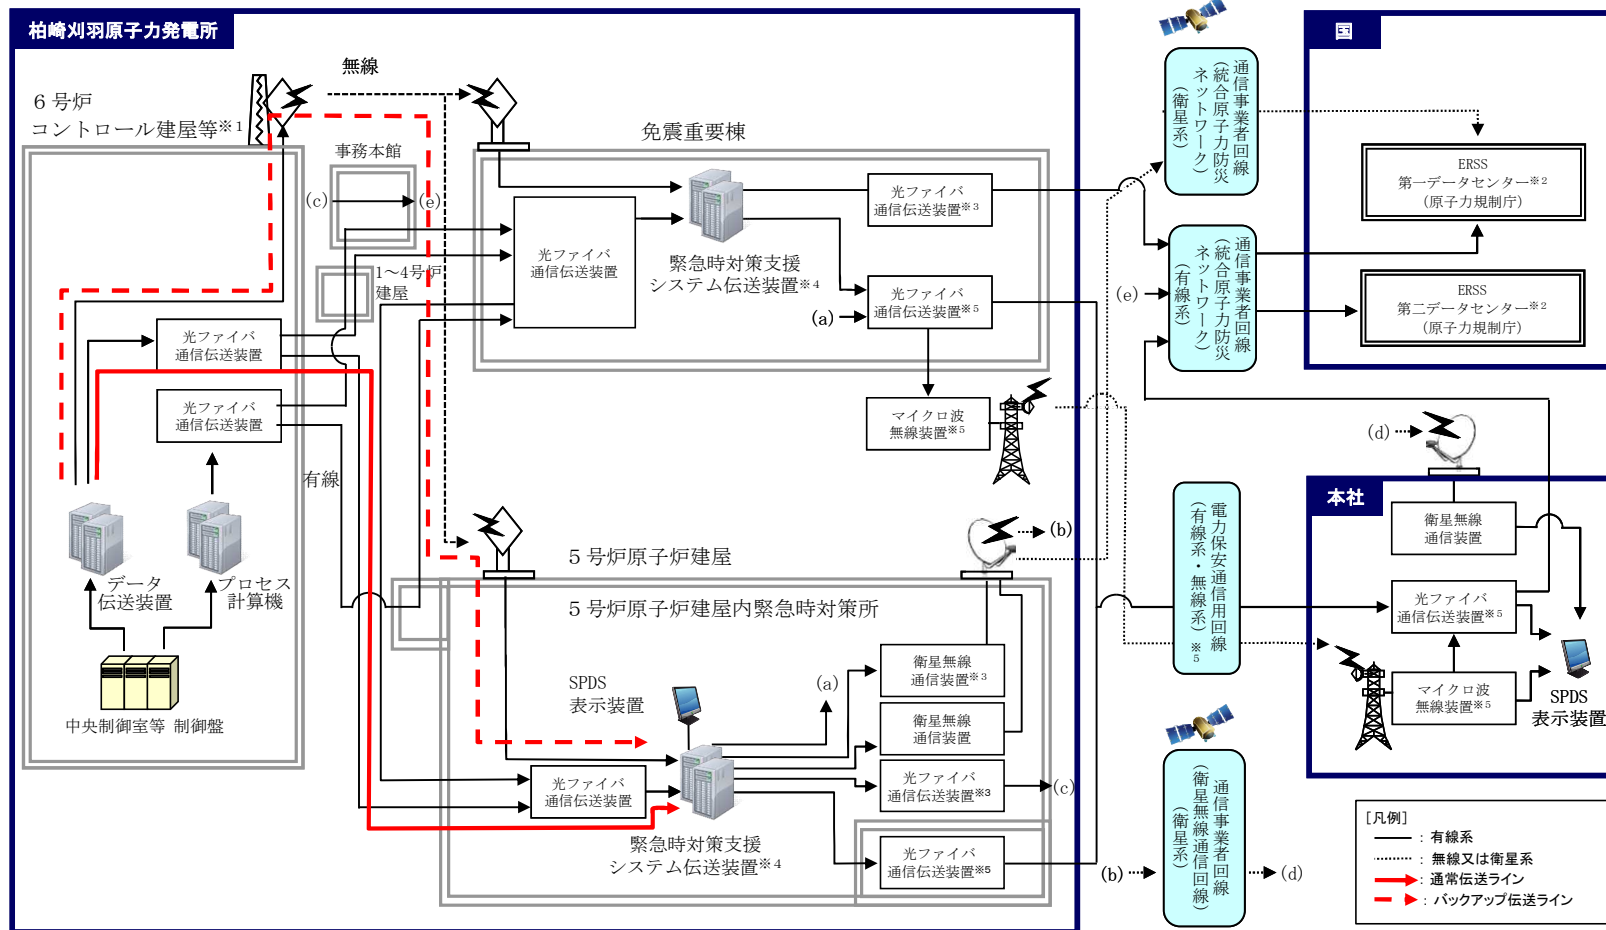 柏崎刈羽原子力発電所
6号炉
コントロール建屋等※1
無線
事務本館
(c)
(e)
1～4号炉
建屋
光ファイバ
通信伝送装置
光ファイバ
通信伝送装置
有線
データ
伝送装置
プロセス
計算機
中央制御室等 制御盤
免震重要棟
光ファイバ
通信伝送装置
緊急時対策支援
システム伝送装置※4
光ファイバ
通信伝送装置※3
光ファイバ
通信伝送装置※5
(a)
マイクロ波
無線装置※5
5号炉原子炉建屋
5号炉原子炉建屋内緊急時対策所
(b)
SPDS
表示装置
(a)
光ファイバ
通信伝送装置
緊急時対策支援
システム伝送装置※4
衛星無線
通信装置※3
衛星無線
通信装置
光ファイバ
通信伝送装置※3
(c)
光ファイバ
通信伝送装置※5
通信事業者回線
(統合原子力防災
ネットワーク)
(衛星系)
(e)
通信事業者回線
(統合原子力防災
ネットワーク)
(有線系)
電力保安通信用回線
(有線系・無線系)※5
(b)
通信事業者回線
(衛星無線通信回線)
(衛星系)
(d)
国
ERSS
第一データセンター※2
(原子力規制庁)
ERSS
第二データセンター※2
(原子力規制庁)
(d)
本社
衛星無線
通信装置
光ファイバ
通信伝送装置※5
マイクロ波
無線装置※5
SPDS
表示装置
[凡例]
：有線系
：無線又は衛星系
：通常伝送ライン
：バックアップ伝送ライン